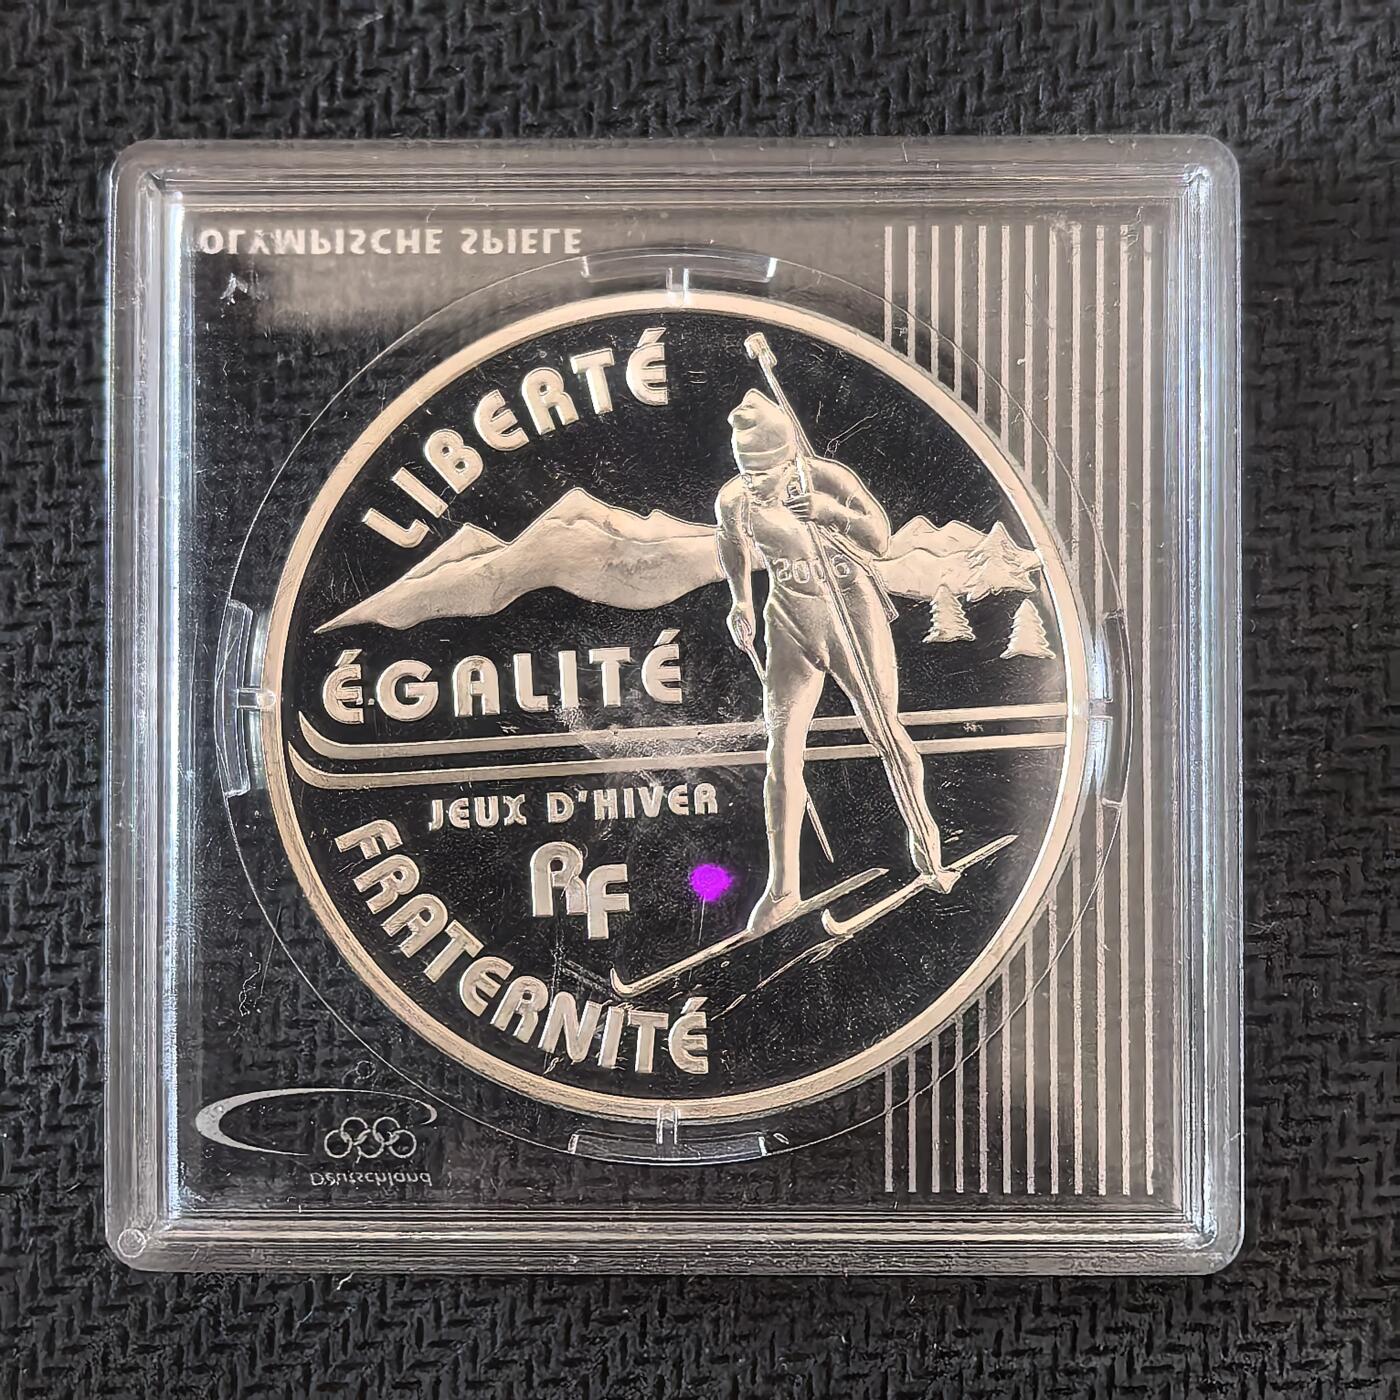 OLYMPISCHE SPIELE
LIBERTÉ
2006
ÉGALITÉ
JEUX D'HIVER
RF
FRATERNITÉ
Deutschland